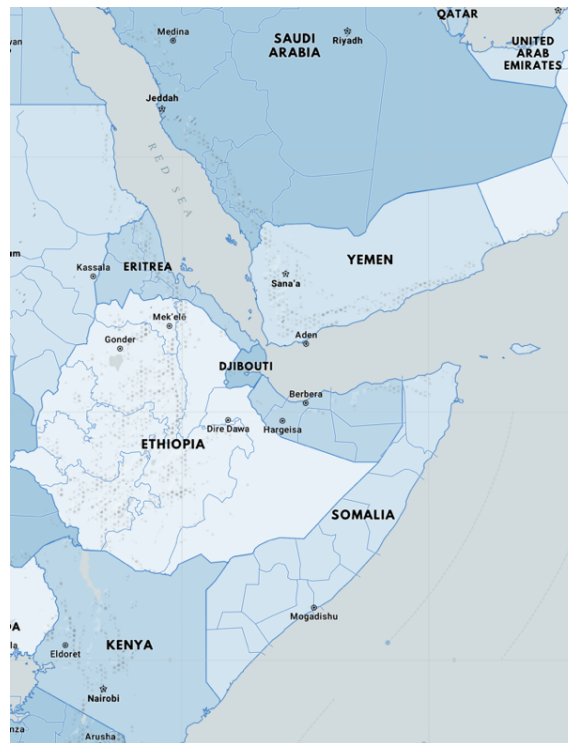 QATAR
Medina
SAUDI
ARABIA
Riyadh
UNITED
ARAB
EMIRATES
Jeddah
RED SEA
YEMEN
Kassala
ERITREA
Sana'a
Mek'elē
Gonder
Aden
DJIBOUTI
Berbera
Dire Dawa
Hargeisa
ETHIOPIA
SOMALIA
Mogadishu
KENYA
Eldoret
Nairobi
Arusha